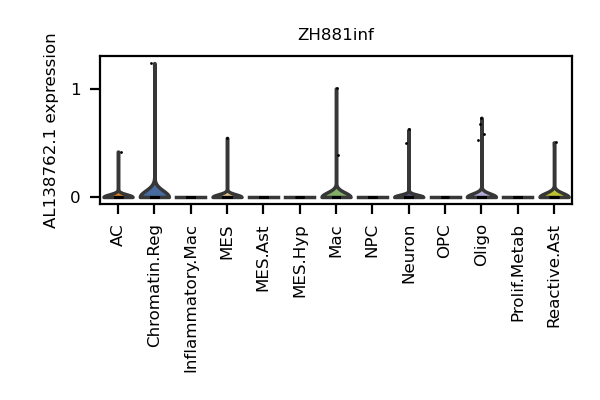 ZH881inf
AL138762.1 expression
1
0
AC
Chromatin.Reg
Inflammatory.Mac
MES
MES.Ast
MES.Hyp
Mac
NPC
Neuron
OPC
Oligo
Prolif.Metab
Reactive.Ast